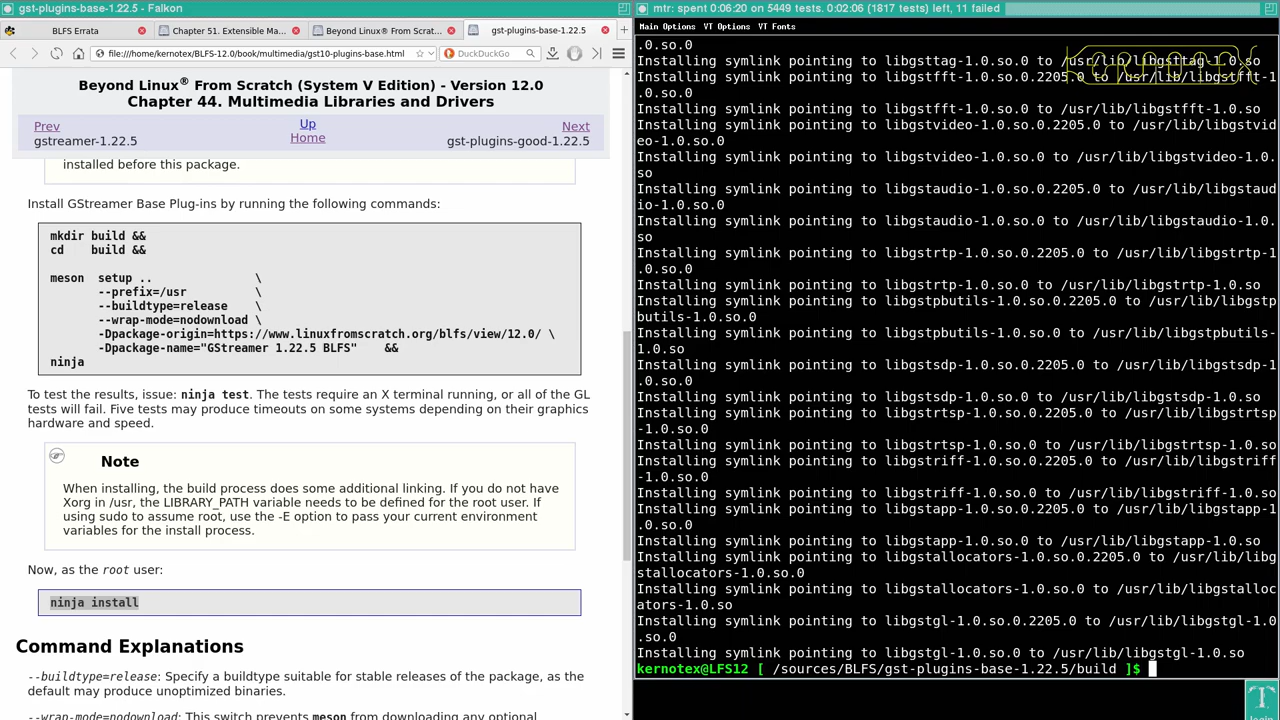 gst-plugins-base-1.22.5 - Falkon
BLFS Errata
Chapter 51. Extensible Ma...
Beyond Linux® From Scratch ...
gst-plugins-base-1.22.5
file:///home/kernotex/BLFS-12.0/book/multimedia/gst10-plugins-base.html
DuckDuckGo
Beyond Linux® From Scratch (System V Edition) - Version 12.0
Chapter 44. Multimedia Libraries and Drivers
Prev
gstreamer-1.22.5
Up
Home
Next
gst-plugins-good-1.22.5
installed before this package.
Install GStreamer Base Plug-ins by running the following commands:
mkdir build &&
cd    build &&
meson  setup ..               \
--prefix=/usr          \
--buildtype=release    \
--wrap-mode=nodownload \
-Dpackage-origin=https://www.linuxfromscratch.org/blfs/view/12.0/ \
-Dpackage-name="GStreamer 1.22.5 BLFS"    &&
ninja
To test the results, issue: ninja test. The tests require an X terminal running, or all of the GL
tests will fail. Five tests may produce timeouts on some systems depending on their graphics
hardware and speed.
Note
When installing, the build process does some additional linking. If you do not have
Xorg in /usr, the LIBRARY_PATH variable needs to be defined for the root user. If
using sudo to assume root, use the -E option to pass your current environment
variables for the install process.
Now, as the root user:
ninja install
Command Explanations
--buildtype=release: Specify a buildtype suitable for stable releases of the package, as the
default may produce unoptimized binaries.
--wrap-mode=nodownload: This switch prevents meson from downloading any optional
mtr: spent 0:06:20 on 5449 tests. 0:02:06 (1817 tests) left, 11 failed
Main Options  VT Options  VT Fonts
.0.so.0
Installing symlink pointing to libgsttag-1.0.so.0 to /usr/lib/libgsttag-1.0.so
Installing symlink pointing to libgstfft-1.0.so.0.2205.0 to /usr/lib/libgstfft-1
.0.so.0
Installing symlink pointing to libgstfft-1.0.so.0 to /usr/lib/libgstfft-1.0.so
Installing symlink pointing to libgstvideo-1.0.so.0.2205.0 to /usr/lib/libgstvid
eo-1.0.so.0
Installing symlink pointing to libgstvideo-1.0.so.0 to /usr/lib/libgstvideo-1.0.
so
Installing symlink pointing to libgstaudio-1.0.so.0.2205.0 to /usr/lib/libgstaud
io-1.0.so.0
Installing symlink pointing to libgstaudio-1.0.so.0 to /usr/lib/libgstaudio-1.0.
so
Installing symlink pointing to libgstrtp-1.0.so.0.2205.0 to /usr/lib/libgstrtp-1
.0.so.0
Installing symlink pointing to libgstrtp-1.0.so.0 to /usr/lib/libgstrtp-1.0.so
Installing symlink pointing to libgstpbutils-1.0.so.0.2205.0 to /usr/lib/libgstp
butils-1.0.so.0
Installing symlink pointing to libgstpbutils-1.0.so.0 to /usr/lib/libgstpbutils-
1.0.so
Installing symlink pointing to libgstsdp-1.0.so.0.2205.0 to /usr/lib/libgstsdp-1
.0.so.0
Installing symlink pointing to libgstsdp-1.0.so.0 to /usr/lib/libgstsdp-1.0.so
Installing symlink pointing to libgstrtsp-1.0.so.0.2205.0 to /usr/lib/libgstrtsp
-1.0.so.0
Installing symlink pointing to libgstrtsp-1.0.so.0 to /usr/lib/libgstrtsp-1.0.so
Installing symlink pointing to libgstriff-1.0.so.0.2205.0 to /usr/lib/libgstriff
-1.0.so.0
Installing symlink pointing to libgstriff-1.0.so.0 to /usr/lib/libgstriff-1.0.so
Installing symlink pointing to libgstapp-1.0.so.0.2205.0 to /usr/lib/libgstapp-1
.0.so.0
Installing symlink pointing to libgstapp-1.0.so.0 to /usr/lib/libgstapp-1.0.so
Installing symlink pointing to libgstallocators-1.0.so.0.2205.0 to /usr/lib/libg
stallocators-1.0.so.0
Installing symlink pointing to libgstallocators-1.0.so.0 to /usr/lib/libgstalloc
ators-1.0.so
Installing symlink pointing to libgstgl-1.0.so.0.2205.0 to /usr/lib/libgstgl-1.0
.so.0
Installing symlink pointing to libgstgl-1.0.so.0 to /usr/lib/libgstgl-1.0.so
kernotex@LFS12 [ /sources/BLFS/gst-plugins-base-1.22.5/build ]$
login